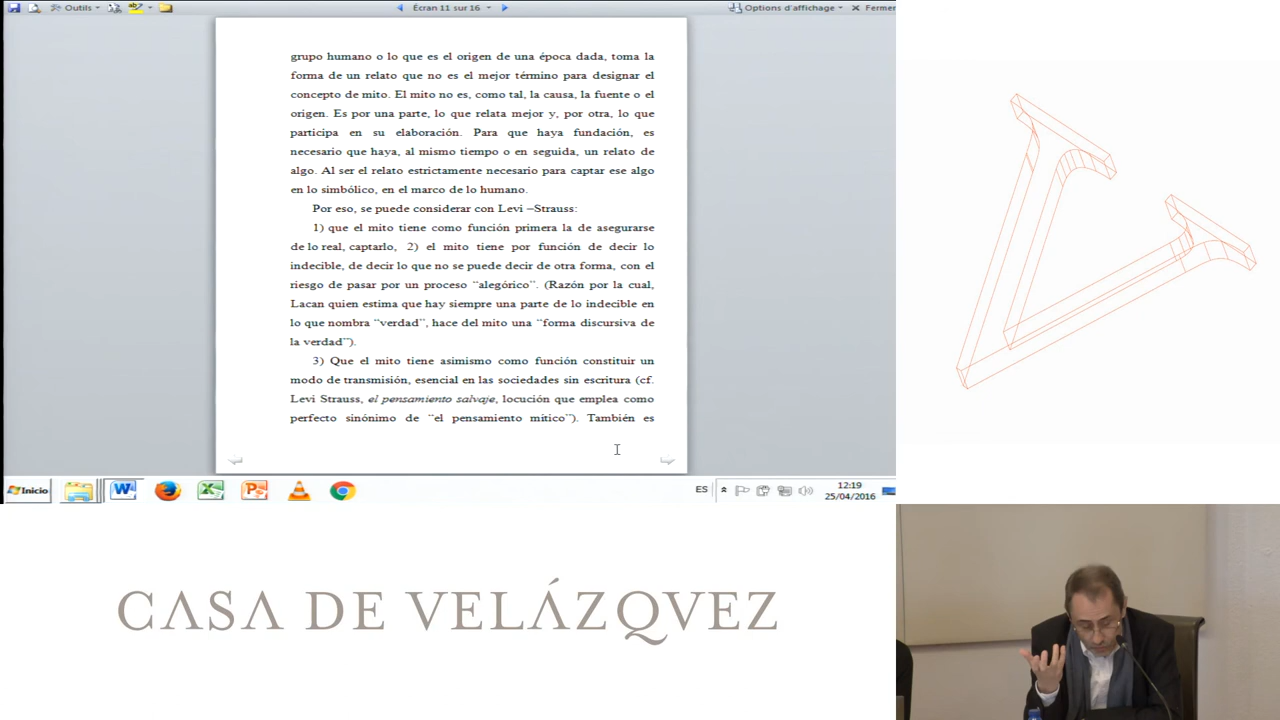 Outils
Écran 11 sur 16
Options d'affichage
Fermer
grupo humano o lo que es el origen de una época dada, toma la
forma de un relato que no es el mejor término para designar el
concepto de mito. El mito no es, como tal, la causa, la fuente o el
origen. Es por una parte, lo que relata mejor y, por otra, lo que
participa en su elaboración. Para que haya fundación, es
necesario que haya, al mismo tiempo o en seguida, un relato de
algo. Al ser el relato estrictamente necesario para captar ese algo
en lo simbólico, en el marco de lo humano.
Por eso, se puede considerar con Levi –Strauss:
1) que el mito tiene como función primera la de asegurarse
de lo real, captarlo, 2) el mito tiene por función de decir lo
indecible, de decir lo que no se puede decir de otra forma, con el
riesgo de pasar por un proceso "alegórico". (Razón por la cual,
Lacan quien estima que hay siempre una parte de lo indecible en
lo que nombra "verdad", hace del mito una "forma discursiva de
la verdad").
3) Que el mito tiene asimismo como función constituir un
modo de transmisión, esencial en las sociedades sin escritura (cf.
Levi Strauss, el pensamiento salvaje, locución que emplea como
perfecto sinónimo de "el pensamiento mítico"). También es
Inicio
ES
12:19
25/04/2016
CASA DE VELÁZQVEZ